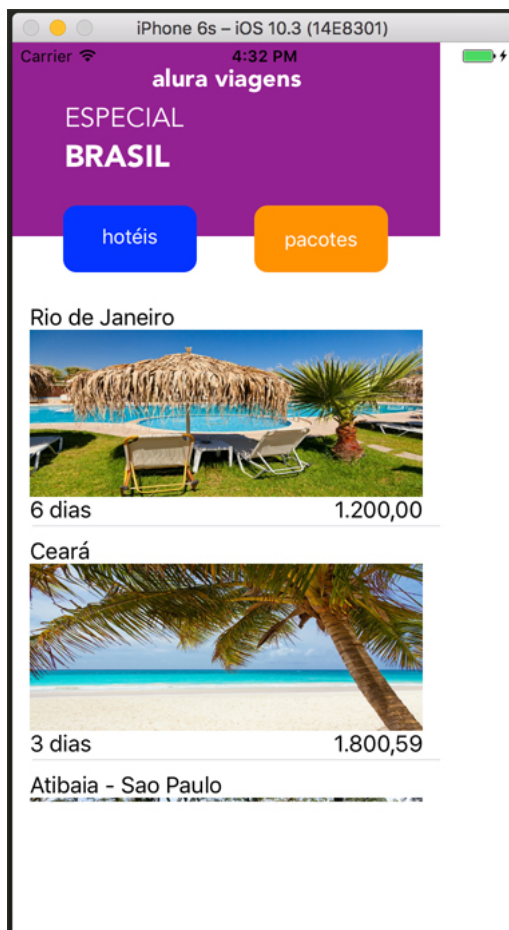 iPhone 6s – iOS 10.3 (14E8301)
Carrier 4:32 PM
alura viagens
ESPECIAL
BRASIL
hotéis pacotes
Rio de Janeiro
6 dias 1.200,00
Ceará
3 dias 1.800,59
Atibaia - Sao Paulo